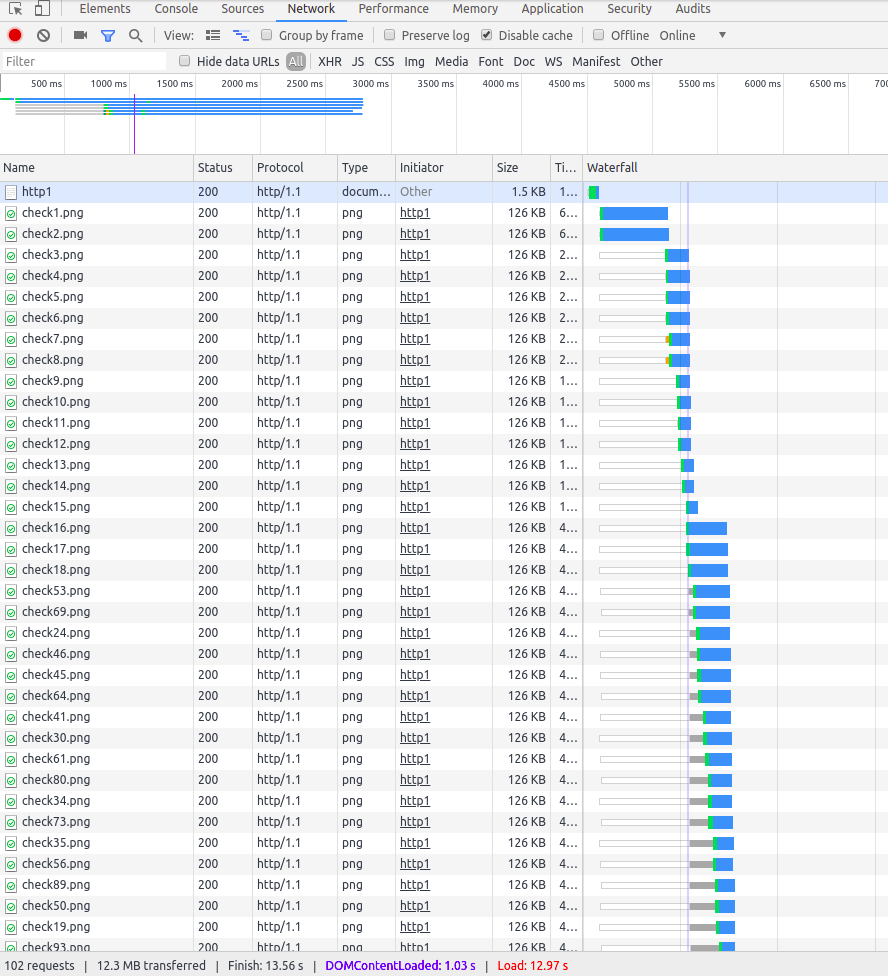 Elements Console Sources Network Performance Memory Application Security Audits
View: Group by frame Preserve log Disable cache Offline Online
Filter Hide data URLs All XHR JS CSS Img Media Font Doc WS Manifest Other
500 ms 1000 ms 1500 ms 2000 ms 2500 ms 3000 ms 3500 ms 4000 ms 4500 ms 5000 ms 5500 ms 6000 ms 6500 ms 700
Name Status Protocol Type Initiator Size Ti... Waterfall
http1 200 http/1.1 docum... Other 1.5 KB 1...
check1.png 200 http/1.1 png http1 126 KB 6...
check2.png 200 http/1.1 png http1 126 KB 6...
check3.png 200 http/1.1 png http1 126 KB 2...
check4.png 200 http/1.1 png http1 126 KB 2...
check5.png 200 http/1.1 png http1 126 KB 2...
check6.png 200 http/1.1 png http1 126 KB 2...
check7.png 200 http/1.1 png http1 126 KB 2...
check8.png 200 http/1.1 png http1 126 KB 2...
check9.png 200 http/1.1 png http1 126 KB 1...
check10.png 200 http/1.1 png http1 126 KB 1...
check11.png 200 http/1.1 png http1 126 KB 1...
check12.png 200 http/1.1 png http1 126 KB 1...
check13.png 200 http/1.1 png http1 126 KB 1...
check14.png 200 http/1.1 png http1 126 KB 1...
check15.png 200 http/1.1 png http1 126 KB 1...
check16.png 200 http/1.1 png http1 126 KB 4...
check17.png 200 http/1.1 png http1 126 KB 4...
check18.png 200 http/1.1 png http1 126 KB 4...
check53.png 200 http/1.1 png http1 126 KB 4...
check69.png 200 http/1.1 png http1 126 KB 4...
check24.png 200 http/1.1 png http1 126 KB 4...
check46.png 200 http/1.1 png http1 126 KB 4...
check45.png 200 http/1.1 png http1 126 KB 4...
check64.png 200 http/1.1 png http1 126 KB 4...
check41.png 200 http/1.1 png http1 126 KB 4...
check30.png 200 http/1.1 png http1 126 KB 4...
check61.png 200 http/1.1 png http1 126 KB 4...
check80.png 200 http/1.1 png http1 126 KB 4...
check34.png 200 http/1.1 png http1 126 KB 4...
check73.png 200 http/1.1 png http1 126 KB 4...
check35.png 200 http/1.1 png http1 126 KB 4...
check56.png 200 http/1.1 png http1 126 KB 4...
check89.png 200 http/1.1 png http1 126 KB 4...
check50.png 200 http/1.1 png http1 126 KB 4...
check19.png 200 http/1.1 png http1 126 KB 4...
check93.png 200 http/1.1 png http1 126 KB 4...
102 requests | 12.3 MB transferred | Finish: 13.56 s | DOMContentLoaded: 1.03 s | Load: 12.97 s